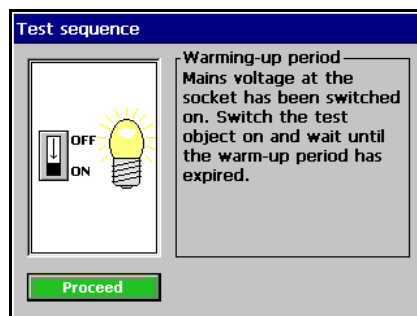 Test sequence
OFF
ON
Warming-up period
Mains voltage at the
socket has been switched
on. Switch the test
object on and wait until
the warm-up period has
expired.
Proceed